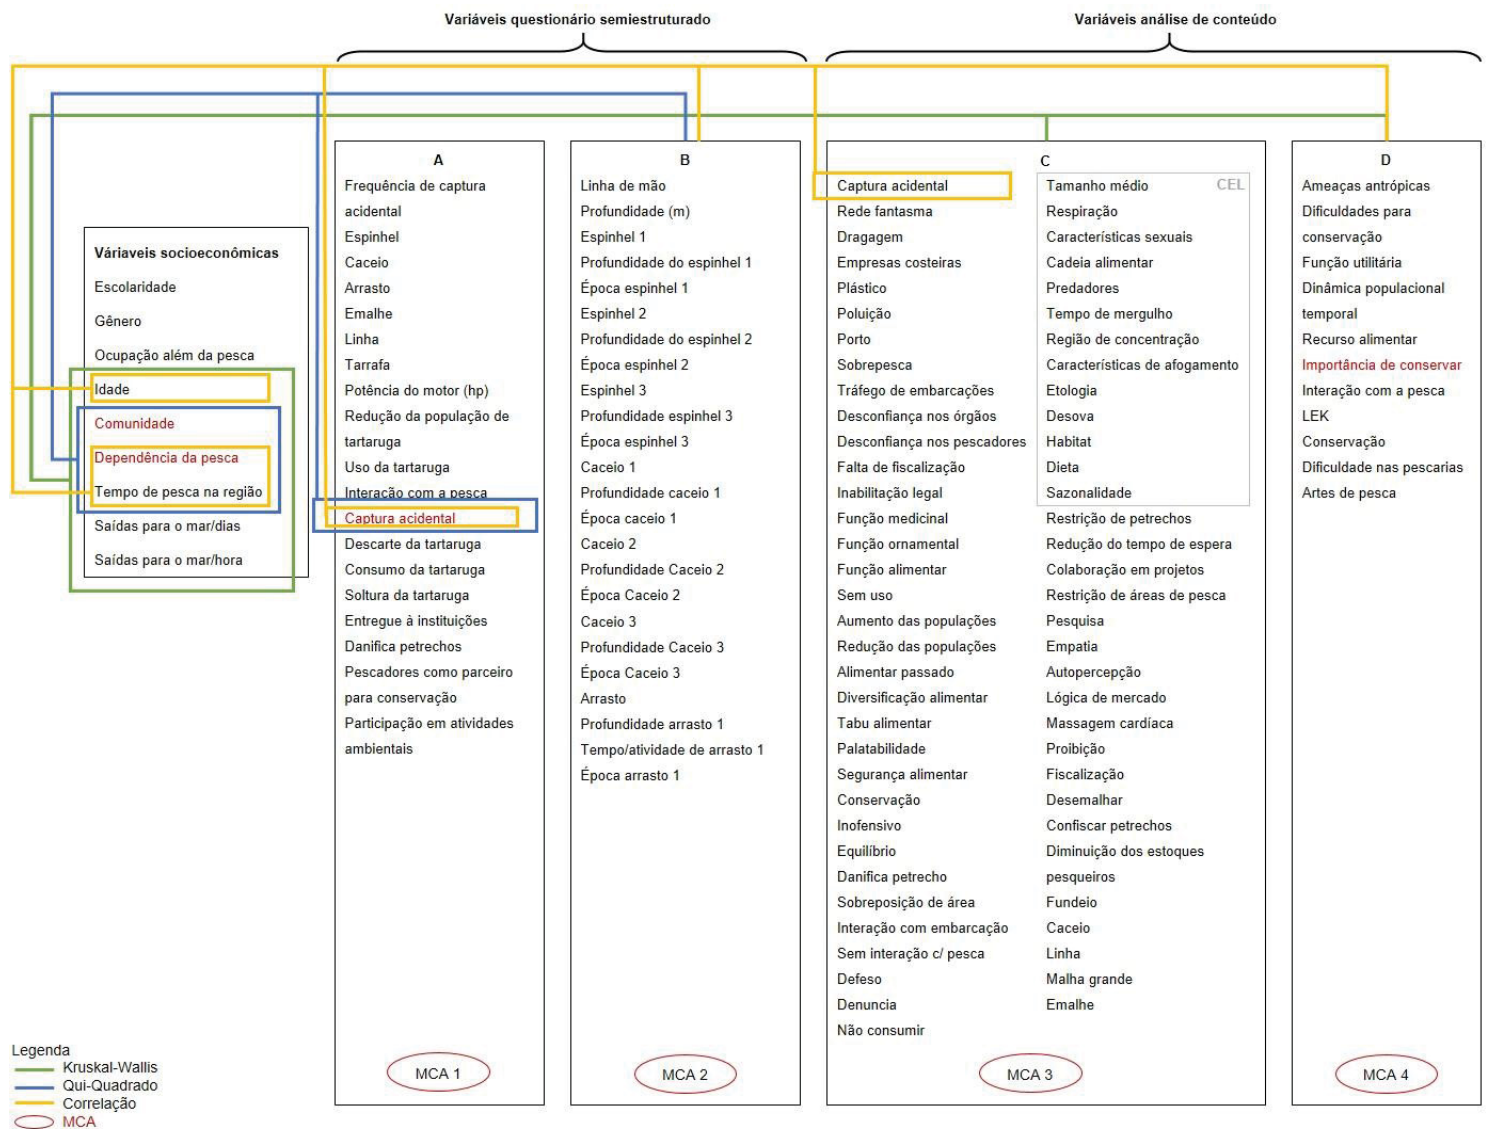 Variáveis questionário semiestruturado
Variáveis análise de conteúdo
Váriaveis socioeconômicas
Escolaridade
Gênero
Ocupação além da pesca
Idade
Comunidade
Dependência da pesca
Tempo de pesca na região
Saídas para o mar/dias
Saídas para o mar/hora
A
Frequência de captura
acidental
Espinhel
Caceio
Arrasto
Emalhe
Linha
Tarrafa
Potência do motor (hp)
Redução da população de
tartaruga
Uso da tartaruga
Interação com a pesca
Captura acidental
Descarte da tartaruga
Consumo da tartaruga
Soltura da tartaruga
Entregue à instituições
Danifica petrechos
Pescadores como parceiro
para conservação
Participação em atividades
ambientais
MCA 1
B
Linha de mão
Profundidade (m)
Espinhel 1
Profundidade do espinhel 1
Época espinhel 1
Espinhel 2
Profundidade do espinhel 2
Época espinhel 2
Espinhel 3
Profundidade espinhel 3
Época espinhel 3
Caceio 1
Profundidade caceio 1
Época caceio 1
Caceio 2
Profundidade Caceio 2
Época Caceio 2
Caceio 3
Profundidade Caceio 3
Época Caceio 3
Arrasto
Profundidade arrasto 1
Tempo/atividade de arrasto 1
Época arrasto 1
MCA 2
C
Captura acidental
Rede fantasma
Dragagem
Empresas costeiras
Plástico
Poluição
Porto
Sobrepesca
Tráfego de embarcações
Desconfiança nos órgãos
Desconfiança nos pescadores
Falta de fiscalização
Inabilitação legal
Função medicinal
Função ornamental
Função alimentar
Sem uso
Aumento das populações
Redução das populações
Alimentar passado
Diversificação alimentar
Tabu alimentar
Palatabilidade
Segurança alimentar
Conservação
Inofensivo
Equilíbrio
Danifica petrecho
Sobreposição de área
Interação com embarcação
Sem interação c/ pesca
Defeso
Denuncia
Não consumir
CEL
Tamanho médio
Respiração
Características sexuais
Cadeia alimentar
Predadores
Tempo de mergulho
Região de concentração
Características de afogamento
Etologia
Desova
Habitat
Dieta
Sazonalidade
Restrição de petrechos
Redução do tempo de espera
Colaboração em projetos
Restrição de áreas de pesca
Pesquisa
Empatia
Autopercepção
Lógica de mercado
Massagem cardíaca
Proibição
Fiscalização
Desemalhar
Confiscar petrechos
Diminuição dos estoques
pesqueiros
Fundeio
Caceio
Linha
Malha grande
Emalhe
MCA 3
D
Ameaças antrópicas
Dificuldades para
conservação
Função utilitária
Dinâmica populacional
temporal
Recurso alimentar
Importância de conservar
Interação com a pesca
LEK
Conservação
Dificuldade nas pescarias
Artes de pesca
MCA 4
Legenda
Kruskal-Wallis
Qui-Quadrado
Correlação
MCA